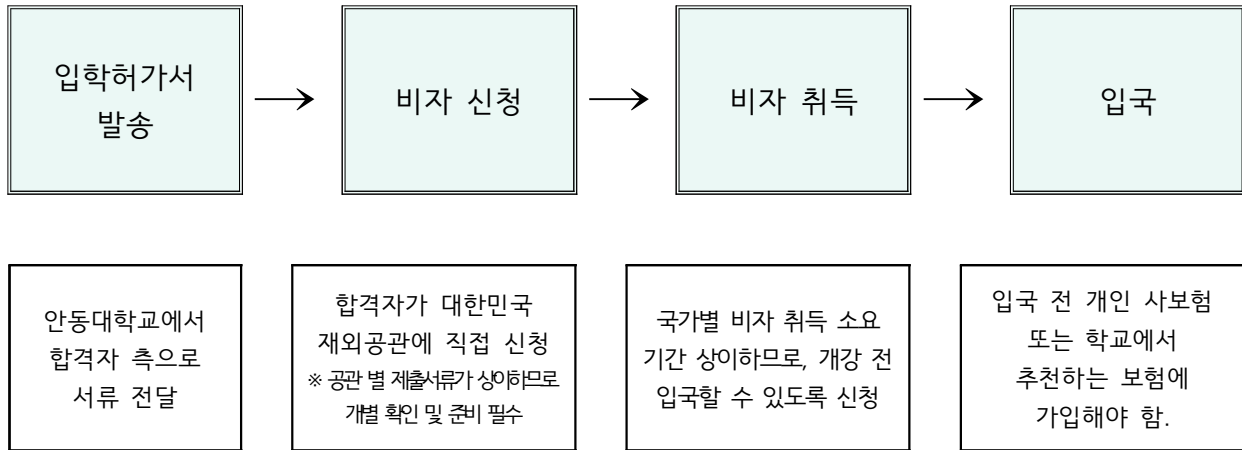 입학허가서
발송
비자 신청
비자 취득
입국
안동대학교에서
합격자 측으로
서류 전달
합격자가 대한민국
재외공관에 직접 신청
※ 공관 별 제출서류가 상이하므로
개별 확인 및 준비 필수
국가별 비자 취득 소요
기간 상이하므로, 개강 전
입국할 수 있도록 신청
입국 전 개인 사보험
또는 학교에서
추천하는 보험에
가입해야 함.